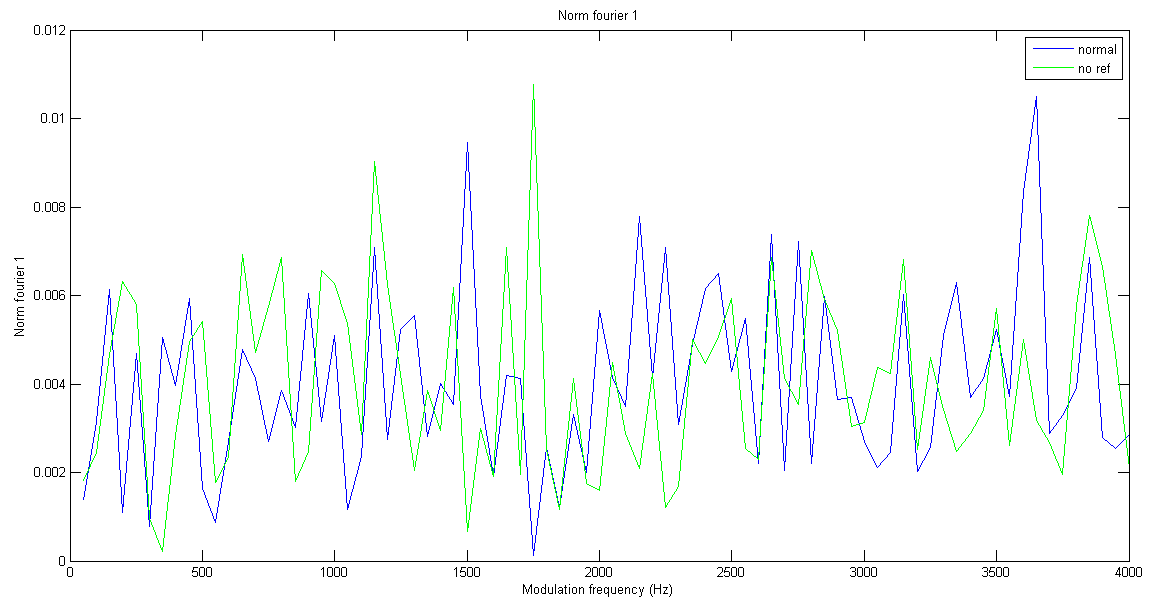 Norm fourier 1
0.012
0.01
0.008
0.006
0.004
0.002
0
Norm fourier 1
normal
no ref
0 500 1000 1500 2000 2500 3000 3500 4000
Modulation frequency (Hz)